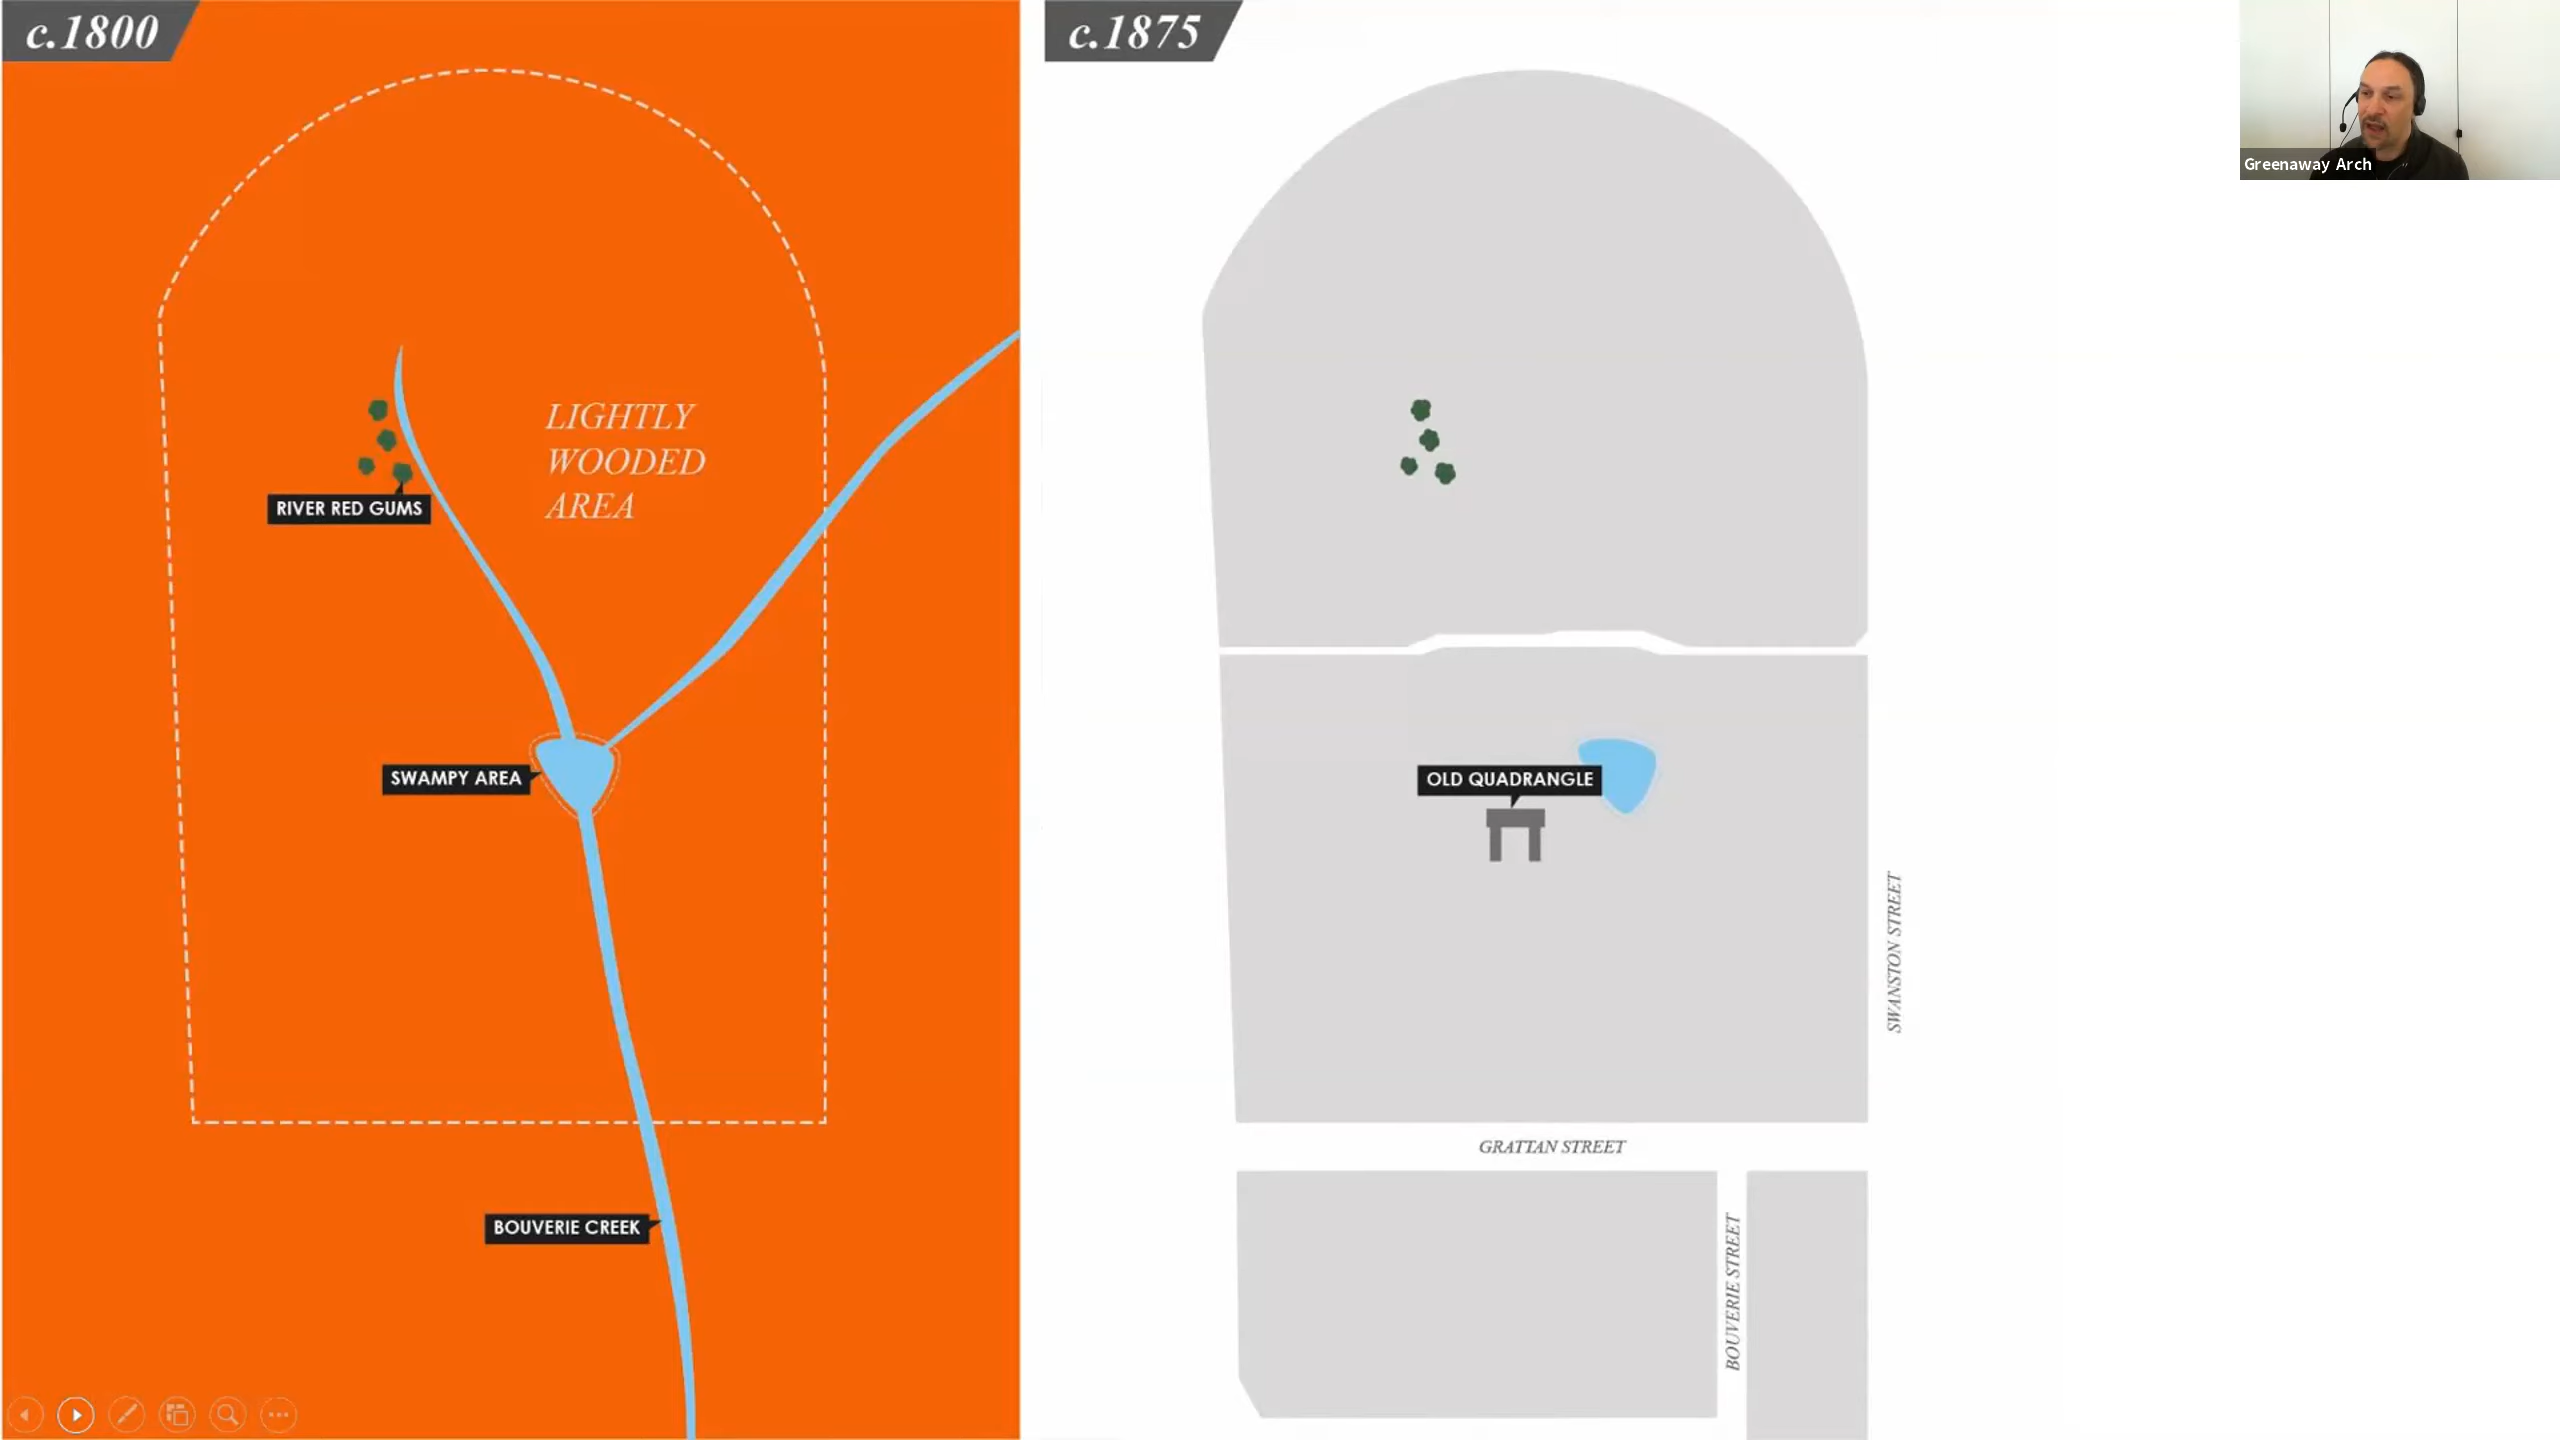 c.1800
LIGHTLY
WOODED
AREA
RIVER RED GUMS
SWAMPY AREA
BOUVERIE CREEK
c.1875
OLD QUADRANGLE
SWANSTON STREET
GRATTAN STREET
BOUVERIE STREET
Greenaway Arch